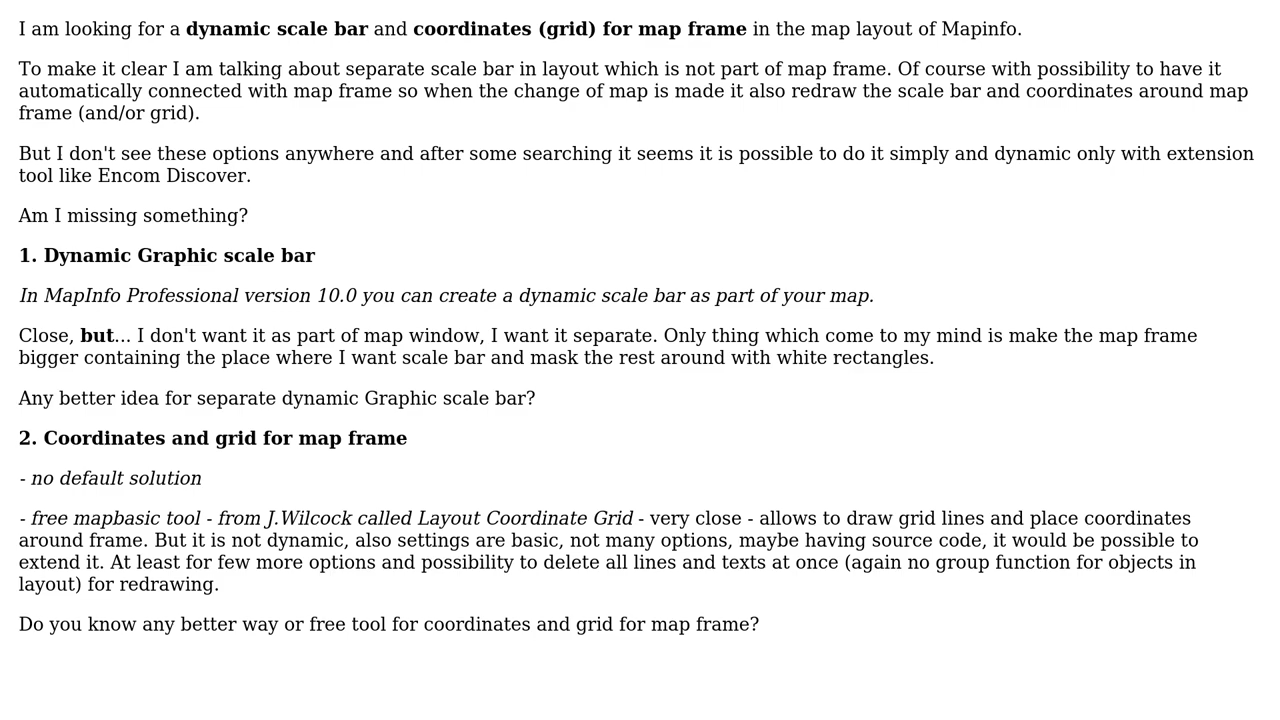 I am looking for a dynamic scale bar and coordinates (grid) for map frame in the map layout of Mapinfo.
To make it clear I am talking about separate scale bar in layout which is not part of map frame. Of course with possibility to have it
automatically connected with map frame so when the change of map is made it also redraw the scale bar and coordinates around map
frame (and/or grid).
But I don't see these options anywhere and after some searching it seems it is possible to do it simply and dynamic only with extension
tool like Encom Discover.
Am I missing something?
1. Dynamic Graphic scale bar
In MapInfo Professional version 10.0 you can create a dynamic scale bar as part of your map.
Close, but... I don't want it as part of map window, I want it separate. Only thing which come to my mind is make the map frame
bigger containing the place where I want scale bar and mask the rest around with white rectangles.
Any better idea for separate dynamic Graphic scale bar?
2. Coordinates and grid for map frame
- no default solution
- free mapbasic tool - from J.Wilcock called Layout Coordinate Grid - very close - allows to draw grid lines and place coordinates
around frame. But it is not dynamic, also settings are basic, not many options, maybe having source code, it would be possible to
extend it. At least for few more options and possibility to delete all lines and texts at once (again no group function for objects in
layout) for redrawing.
Do you know any better way or free tool for coordinates and grid for map frame?